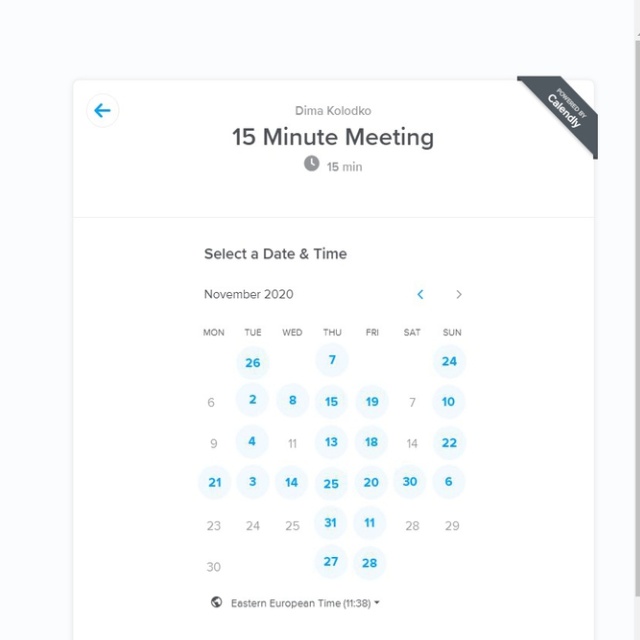 POWERED BY
Calendly
Dima Kolodko
15 Minute Meeting
15 min
Select a Date & Time
November 2020
MON TUE WED THU FRI SAT SUN
26 7 24
6 2 8 15 19 7 10
9 4 11 13 18 14 22
21 3 14 25 20 30 6
23 24 25 31 11 28 29
30 27 28
Eastern European Time (11:38)